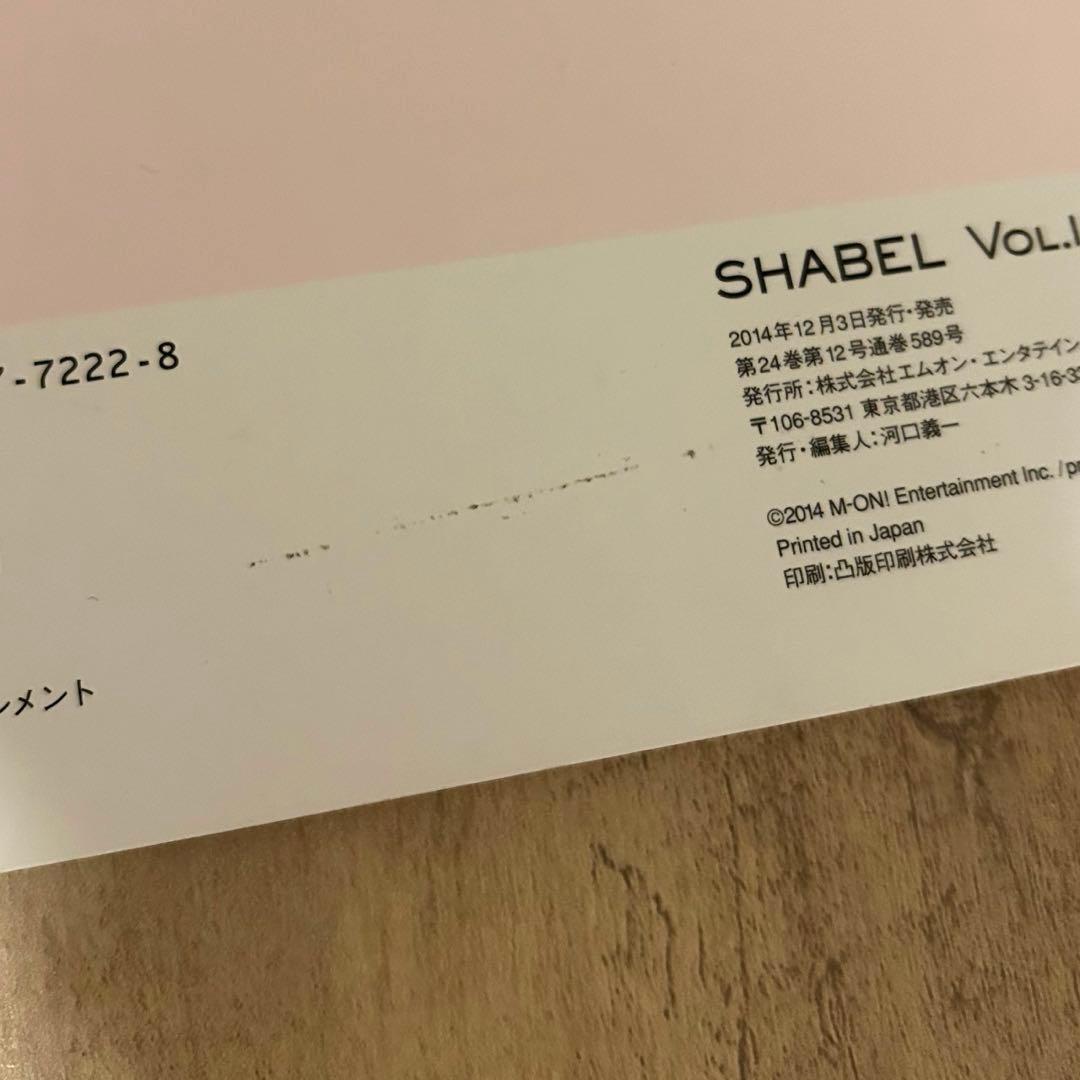 SHABEL VOL.
2014年12月3日発行・発売
第24巻第12号通巻589号
発行所:株式会社エムオン・エンタテイン
〒106-8531 東京都港区六本木3-16-3
発行・編集人:河口義一
-7222-8
©2014 M-ON! Entertainment Inc. /pr
Printed in Japan
印刷:凸版印刷株式会社
メント